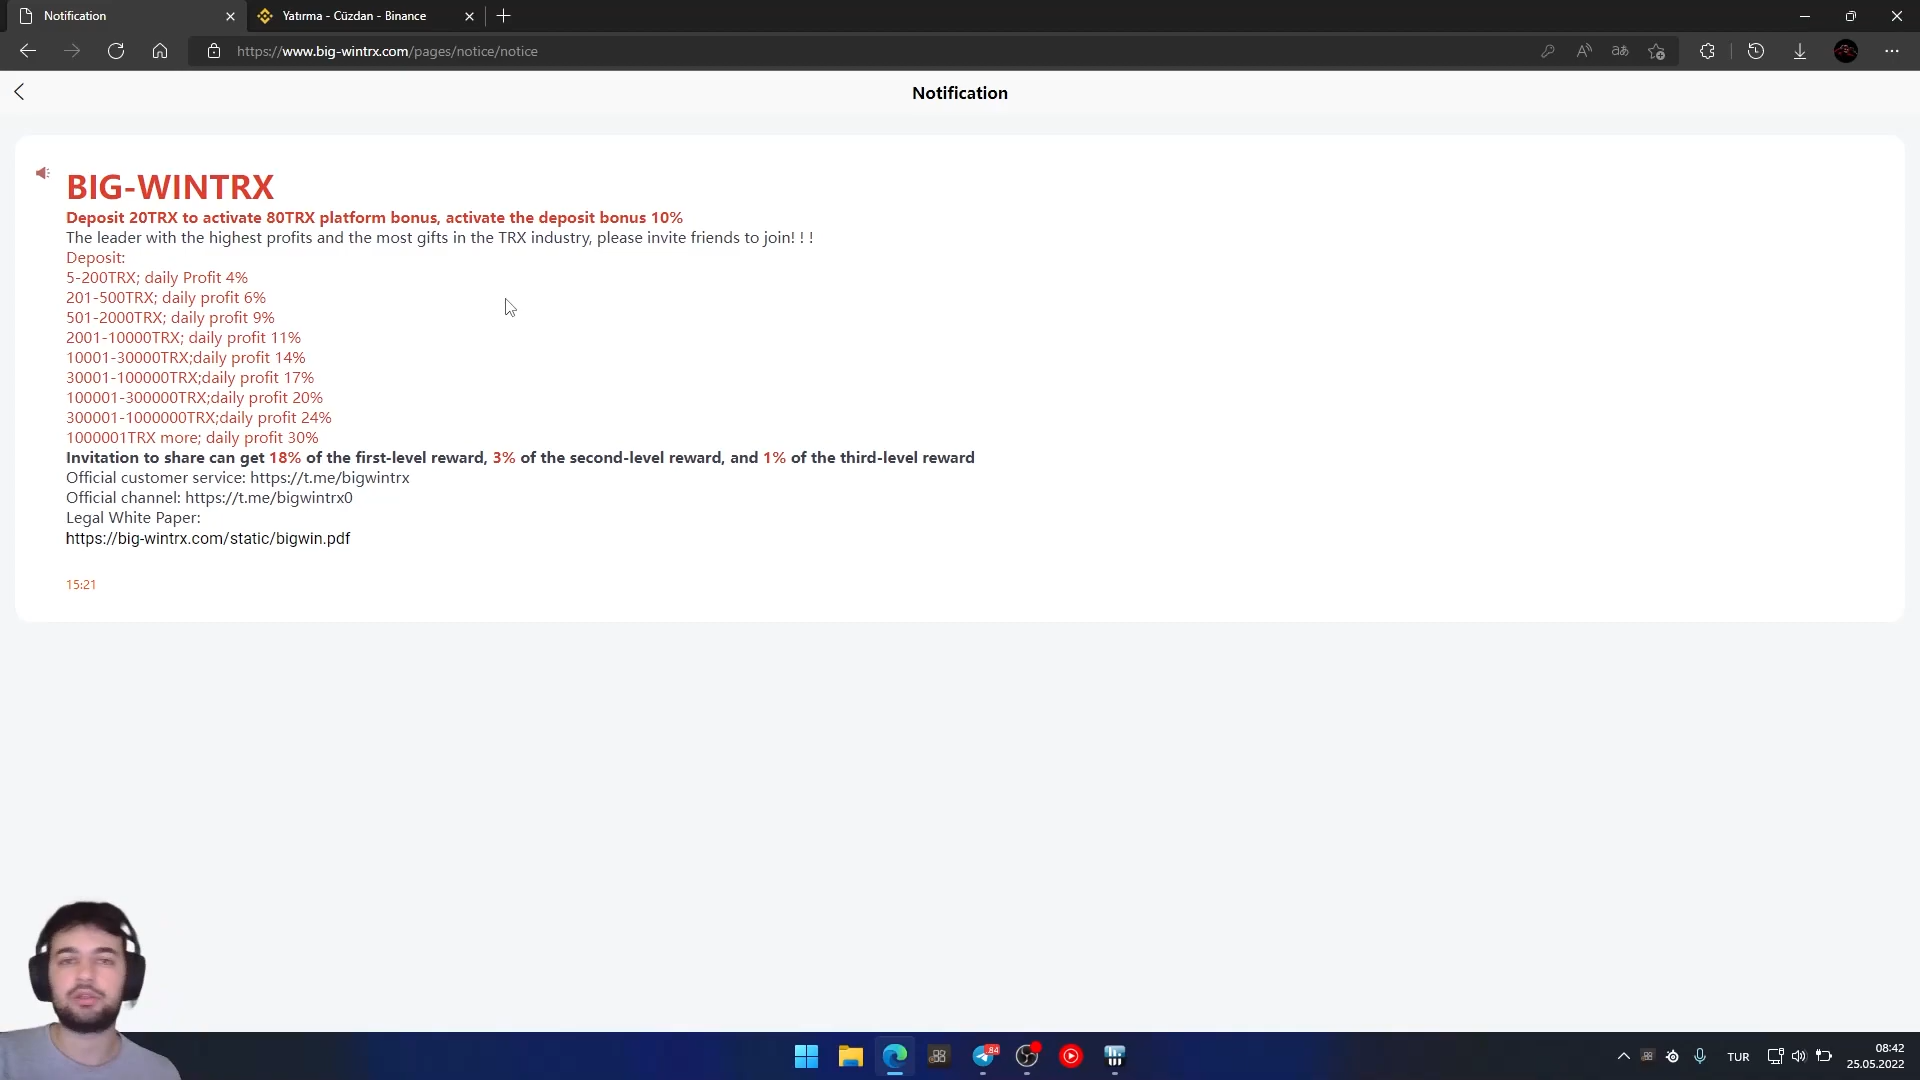 Notification
Yatırma - Cüzdan - Binance
https://www.big-wintrx.com/pages/notice/notice
Notification
BIG-WINTRX
Deposit 20TRX to activate 80TRX platform bonus, activate the deposit bonus 10%
The leader with the highest profits and the most gifts in the TRX industry, please invite friends to join! ! !
Deposit:
5-200TRX; daily Profit 4%
201-500TRX; daily profit 6%
501-2000TRX; daily profit 9%
2001-10000TRX; daily profit 11%
10001-30000TRX;daily profit 14%
30001-100000TRX;daily profit 17%
100001-300000TRX;daily profit 20%
300001-1000000TRX;daily profit 24%
1000001TRX more; daily profit 30%
Invitation to share can get 18% of the first-level reward, 3% of the second-level reward, and 1% of the third-level reward
Official customer service: https://t.me/bigwintrx
Official channel: https://t.me/bigwintrx0
Legal White Paper:
https://big-wintrx.com/static/bigwin.pdf
15:21
84
TUR
08:42
25.05.2022